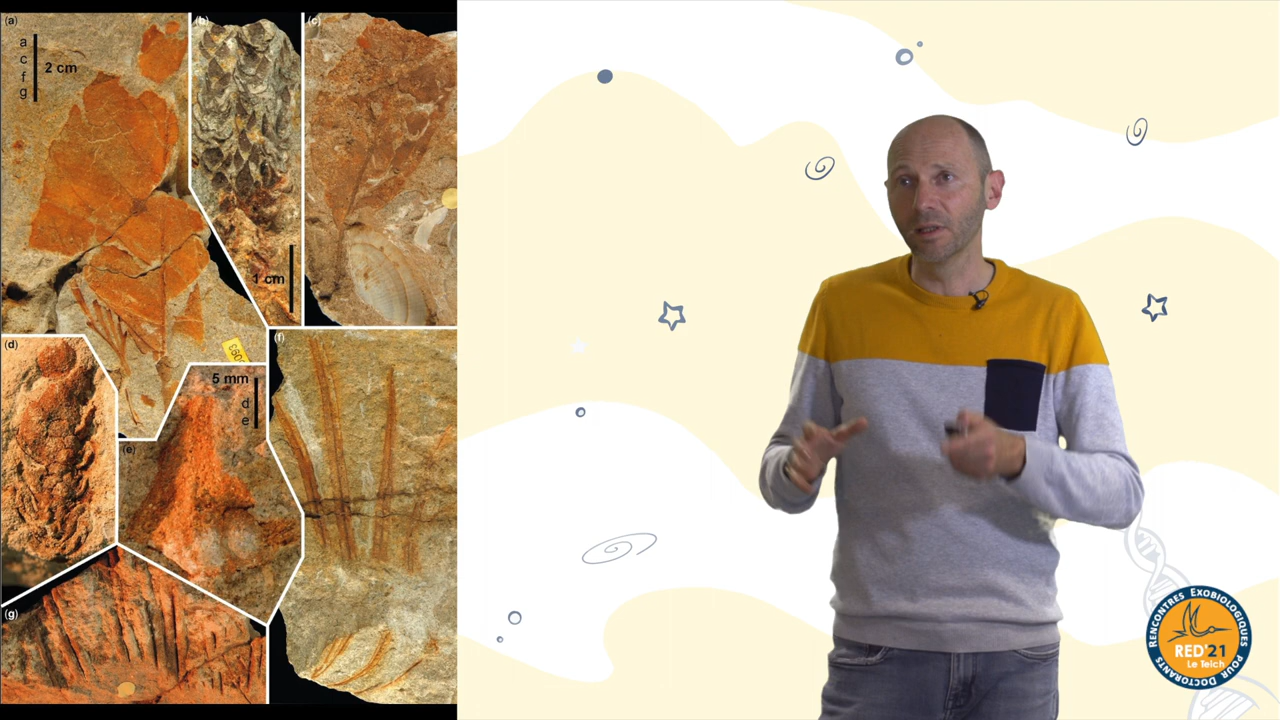 (a)
a
c
f
g
2 cm
(b)
1 cm
(c)
(d)
5 mm
d
e
(e)
(f)
(g)
RENCONTRES EXOBIOLOGIQUES
POUR DOCTORANTS
RED'21
Le Teich